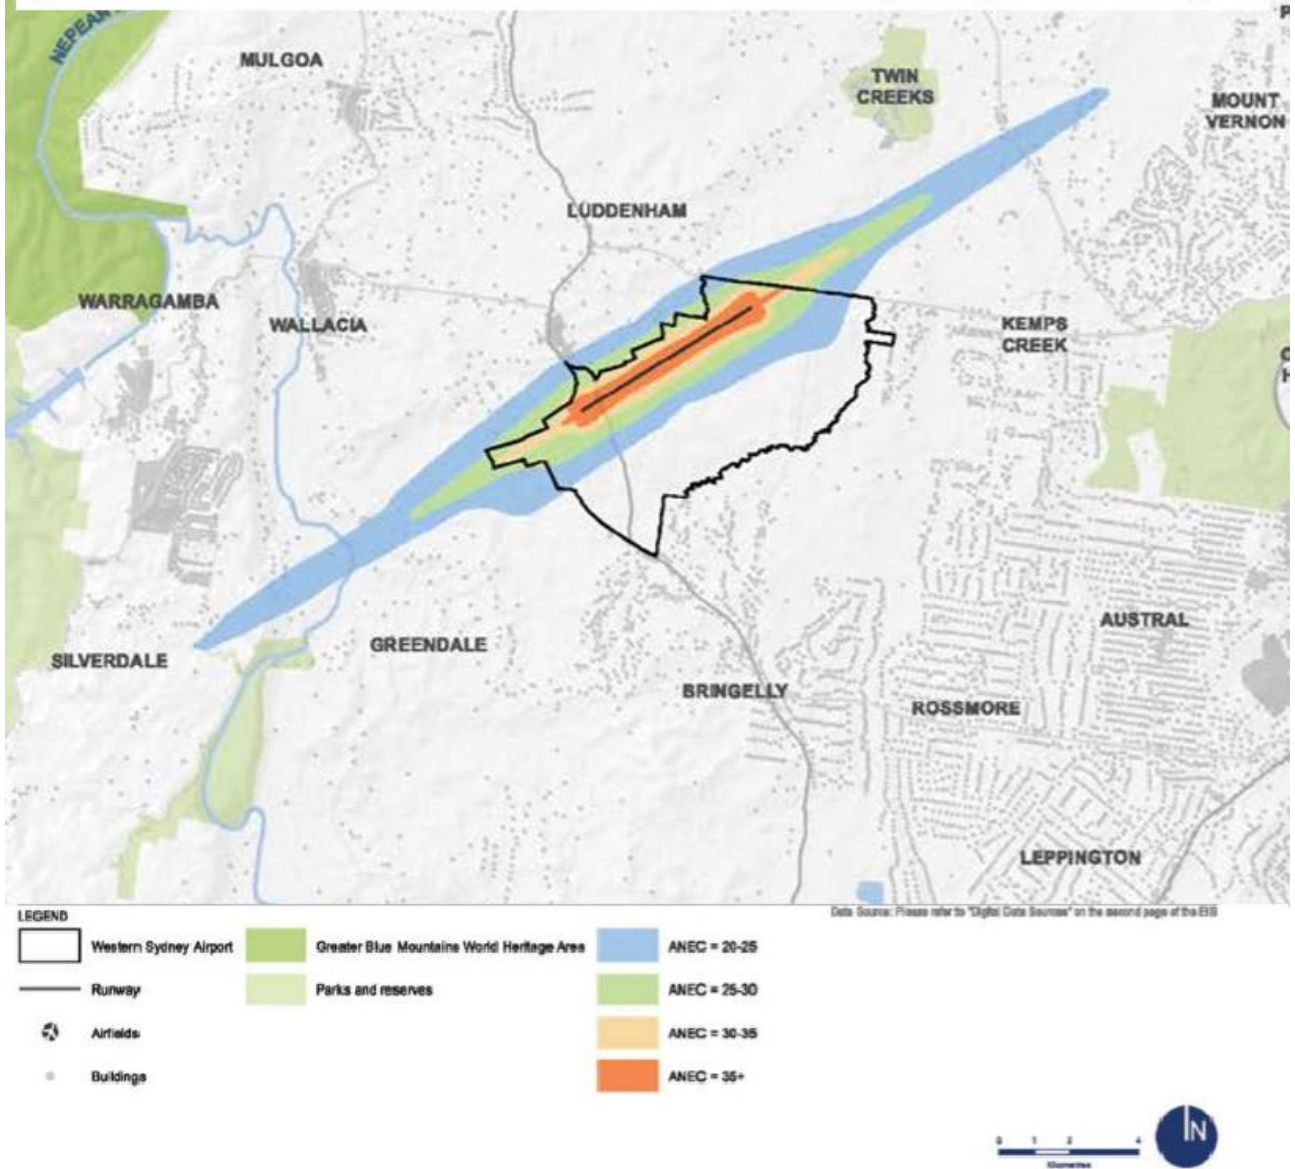 NEPEAN
MULGOA
TWIN
CREEKS
MOUNT
VERNON
LUDDENHAM
WARRAGAMBA
WALLACIA
KEMPS
CREEK
SILVERDALE
GREENDALE
AUSTRAL
BRINGELLY
ROSSMORE
LEPPINGTON
Data Source: Please refer to "Digital Data Sources" on the second page of the EIS
LEGEND
Western Sydney Airport
Greater Blue Mountains World Heritage Area
ANEC = 20-25
Runway
Parks and reserves
ANEC = 25-30
Airfields
ANEC = 30-35
Buildings
ANEC = 35+
0 1 2 4
Kilometres
N